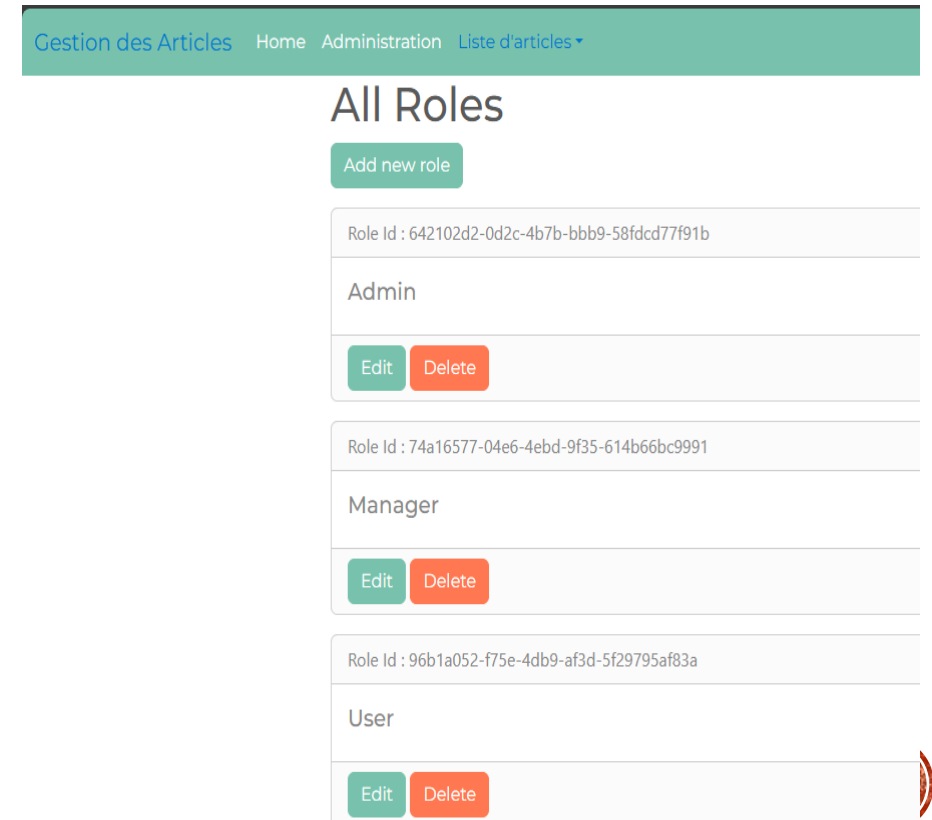 Gestion des Articles Home Administration Liste d'articles
All Roles
Add new role
Role Id : 642102d2-0d2c-4b7b-bbb9-58fdcd77f91b
Admin
Edit Delete
Role Id : 74a16577-04e6-4ebd-9f35-614b66bc9991
Manager
Edit Delete
Role Id : 96b1a052-f75e-4db9-af3d-5f29795af83a
User
Edit Delete